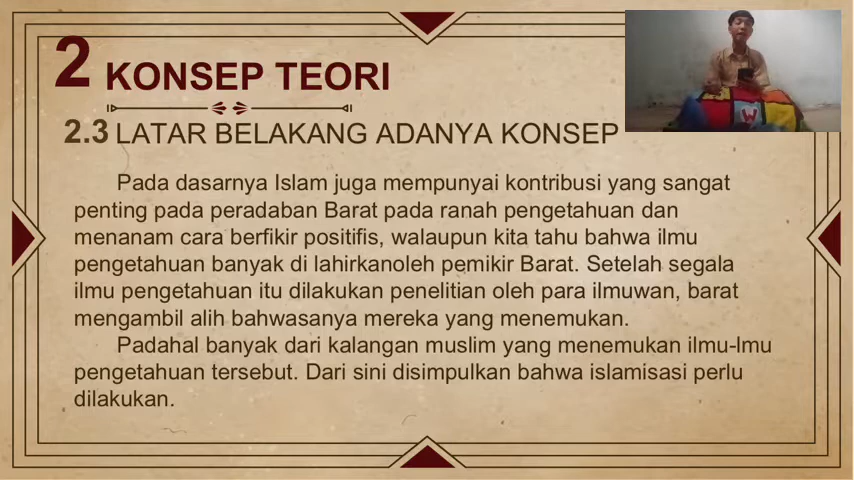 2 KONSEP TEORI
2.3 LATAR BELAKANG ADANYA KONSEP
Pada dasarnya Islam juga mempunyai kontribusi yang sangat
penting pada peradaban Barat pada ranah pengetahuan dan
menanam cara berfikir positifis, walaupun kita tahu bahwa ilmu
pengetahuan banyak di lahirkanoleh pemikir Barat. Setelah segala
ilmu pengetahuan itu dilakukan penelitian oleh para ilmuwan, barat
mengambil alih bahwasanya mereka yang menemukan.
Padahal banyak dari kalangan muslim yang menemukan ilmu-lmu
pengetahuan tersebut. Dari sini disimpulkan bahwa islamisasi perlu
dilakukan.
W